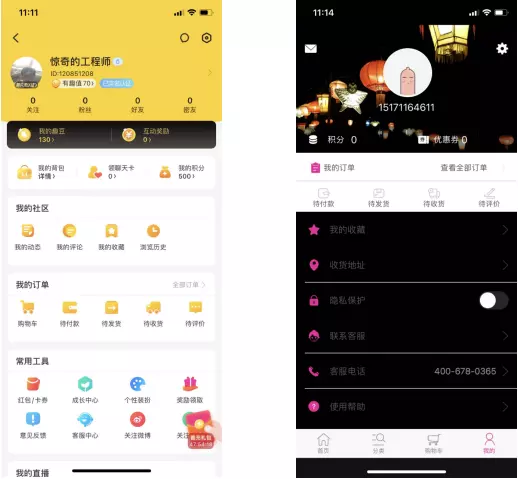 11:11
惊奇的工程师
ID:120851208
有趣值70>
0 0 0 0
关注 粉丝 好友 密友
我的趣豆 互动奖励
130> 0>
我的背包 领聊天卡 我的积分
详情> 0> 500>
我的社区
我的动态 我的评论 我的收藏 浏览历史
我的订单 全部订单 >
购物车 待付款 待发货 待收货 待评价
常用工具
红包/卡券 成长中心 个性装扮 奖励领取
意见反馈 客服中心 关注微博
我的直播
11:14
15171164611
积分 0 优惠券 0
我的订单 查看全部订单 >
待付款 待发货 待收货 待评价
我的收藏
收货地址
隐私保护
联系客服
客服电话 400-678-0365
使用帮助
首页 分类 购物车 我的